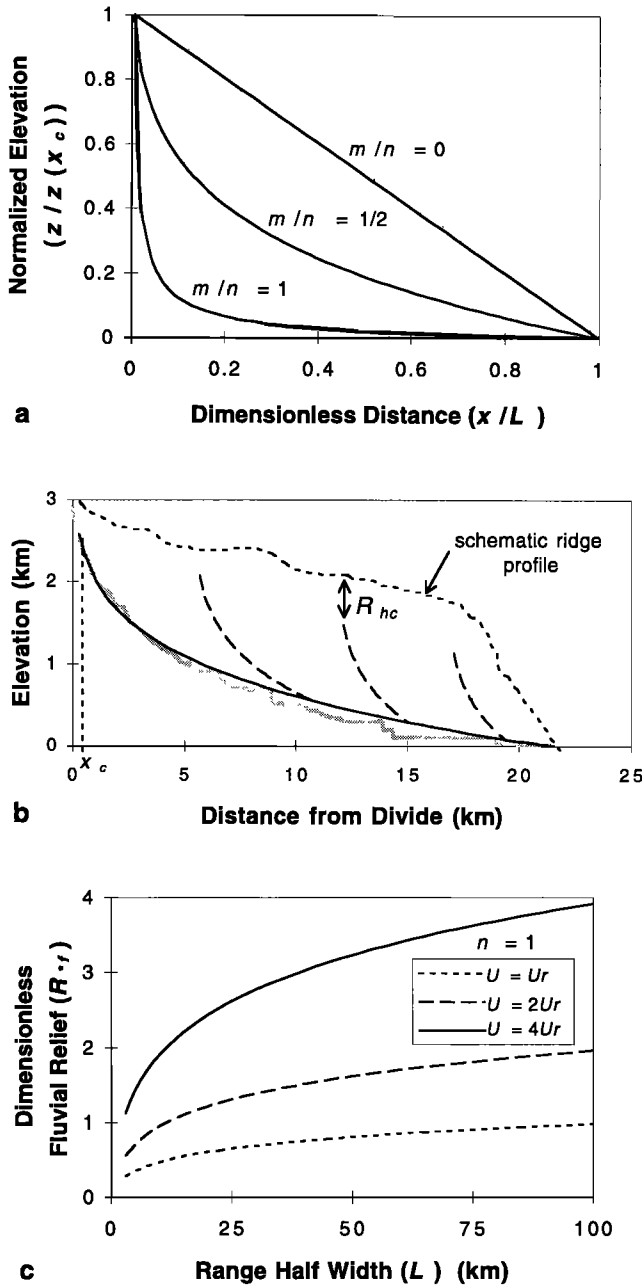 Normalized Elevation
(z / z (x c))
1
0.8
0.6
0.4
0.2
0
m/n = 0
m/n = 1/2
m/n = 1
0 0.2 0.4 0.6 0.8 1
a Dimensionless Distance (x/L)
Elevation (km)
3
2
1
0
schematic ridge
profile
R hc
x c 5 10 15 20 25
b Distance from Divide (km)
Dimensionless
Fluvial Relief (R*f)
4
3
2
1
0
n = 1
U = Ur
U = 2Ur
U = 4Ur
0 25 50 75 100
c Range Half Width (L) (km)